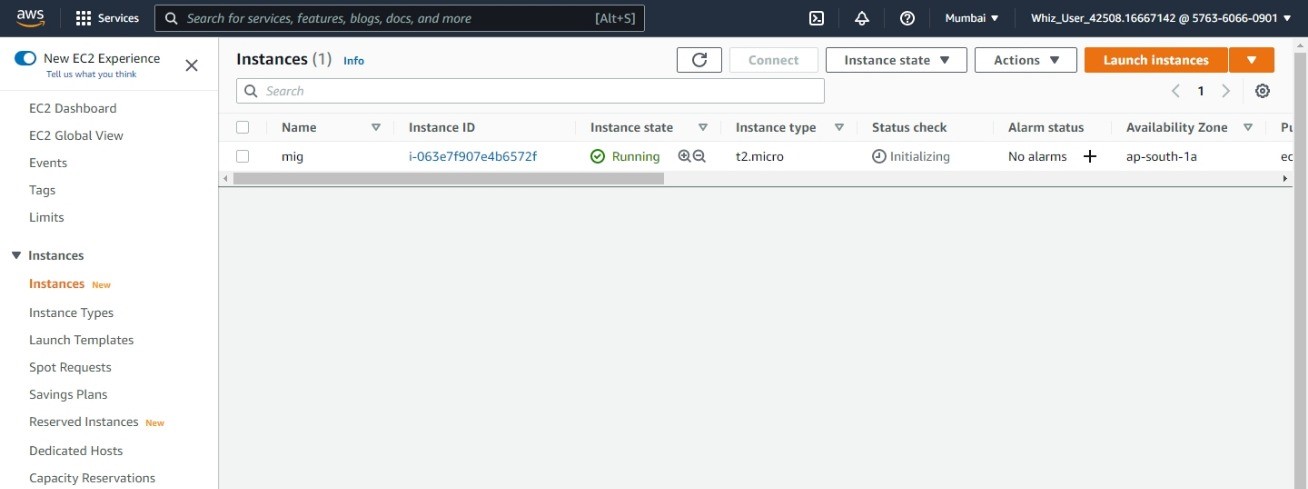 aws Services Search for services, features, blogs, docs, and more [Alt+S] Mumbai Whiz_User_42508.16667142 @ 5763-6066-0901
New EC2 Experience
Tell us what you think
EC2 Dashboard
EC2 Global View
Events
Tags
Limits
Instances
Instances New
Instance Types
Launch Templates
Spot Requests
Savings Plans
Reserved Instances New
Dedicated Hosts
Capacity Reservations
Instances (1) Info Connect Instance state Actions Launch instances
Search 1
Name Instance ID Instance state Instance type Status check Alarm status Availability Zone
mig i-063e7f907e4b6572f Running t2.micro Initializing No alarms + ap-south-1a